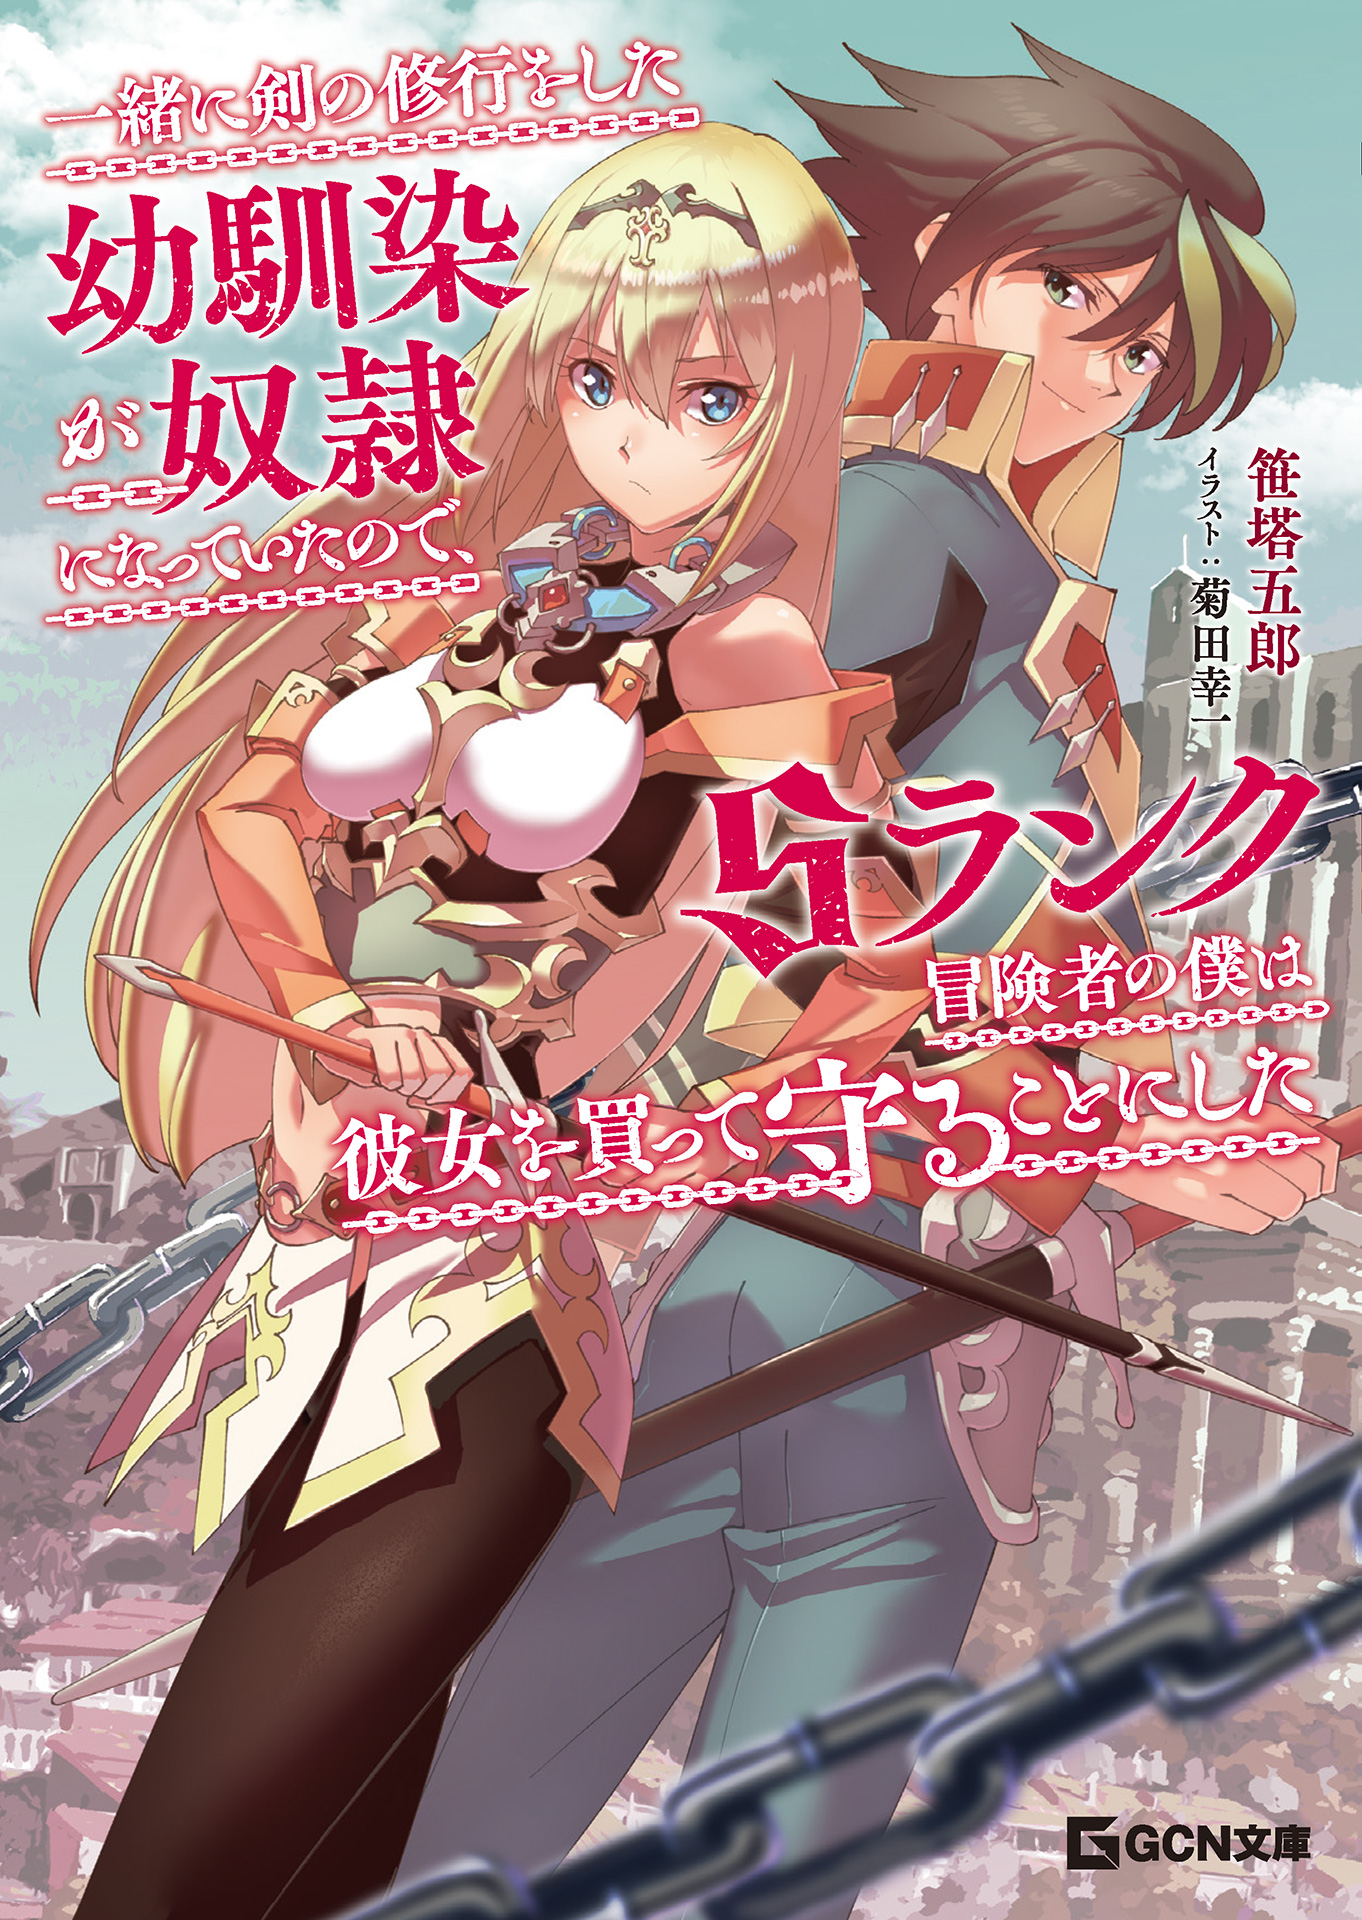 一緒に剣の修行をした
幼馴染
が奴隷
になっていたので、
Sランク
冒険者の僕は
彼女を買って守ることにした
笹塔五郎
イラスト:菊田幸一
GCN文庫